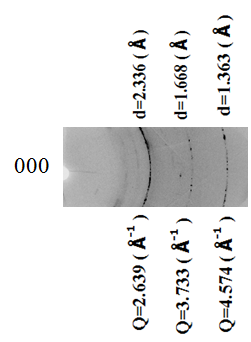 d=2.336 ( Å )
d=1.668 ( Å )
d=1.363 ( Å )
000
Q=2.639 ( Å⁻¹ )
Q=3.733 ( Å⁻¹ )
Q=4.574 ( Å⁻¹ )